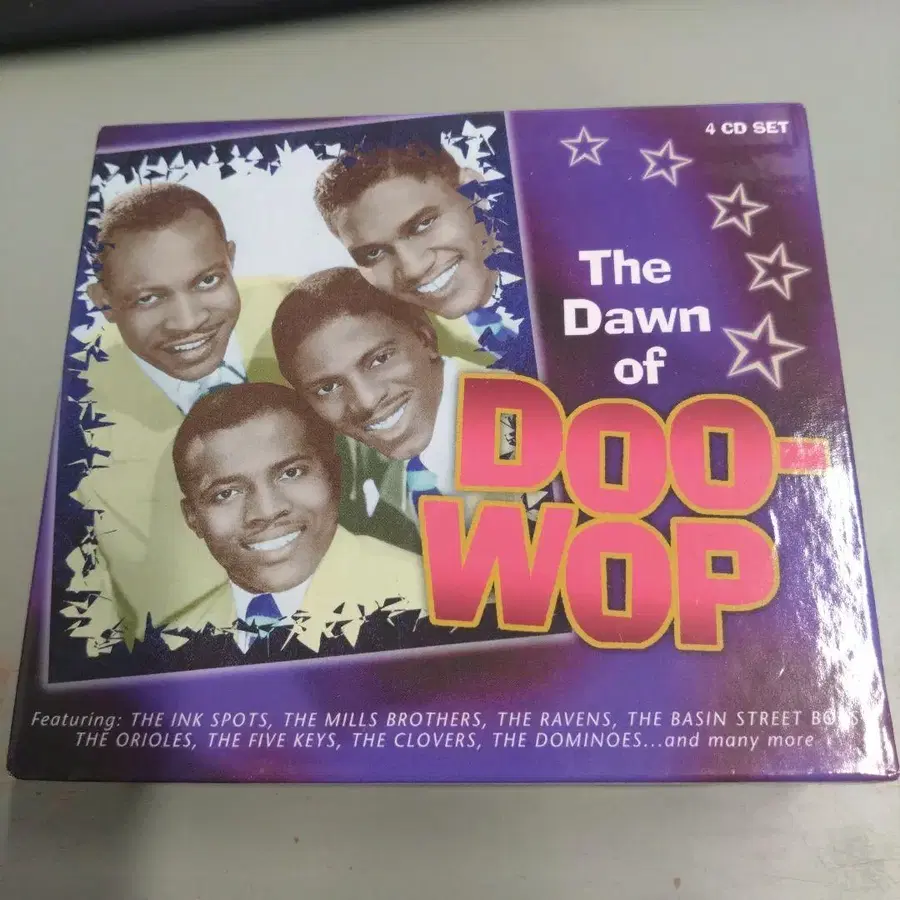 4 CD SET
The
Dawn
of
DOO-
WOP
Featuring: THE INK SPOTS, THE MILLS BROTHERS, THE RAVENS, THE BASIN STREET BOYS
THE ORIOLES, THE FIVE KEYS, THE CLOVERS, THE DOMINOES...and many more